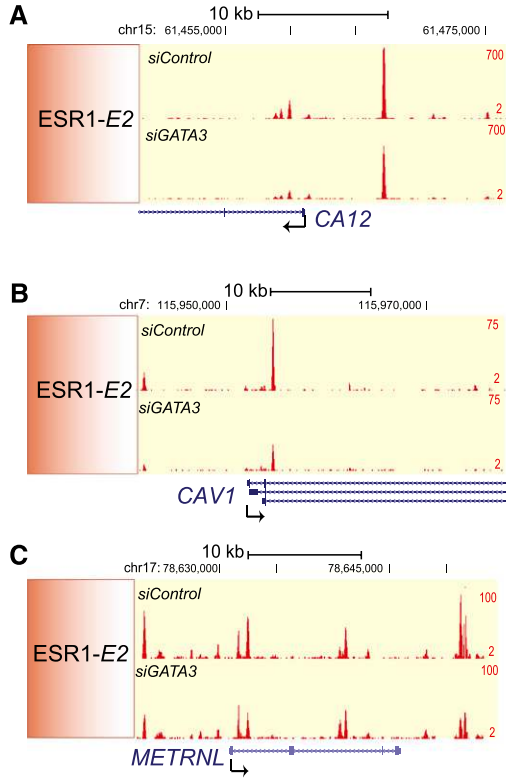 A
10 kb
chr15: 61,455,000 61,475,000
siControl 700
ESR1-E2
2
siGATA3 700
2
CA12
B
10 kb
chr7: 115,950,000 115,970,000
siControl 75
ESR1-E2
2
siGATA3 75
2
CAV1
C
10 kb
chr17: 78,630,000 78,645,000
siControl 100
ESR1-E2
2
siGATA3 100
2
METRNL